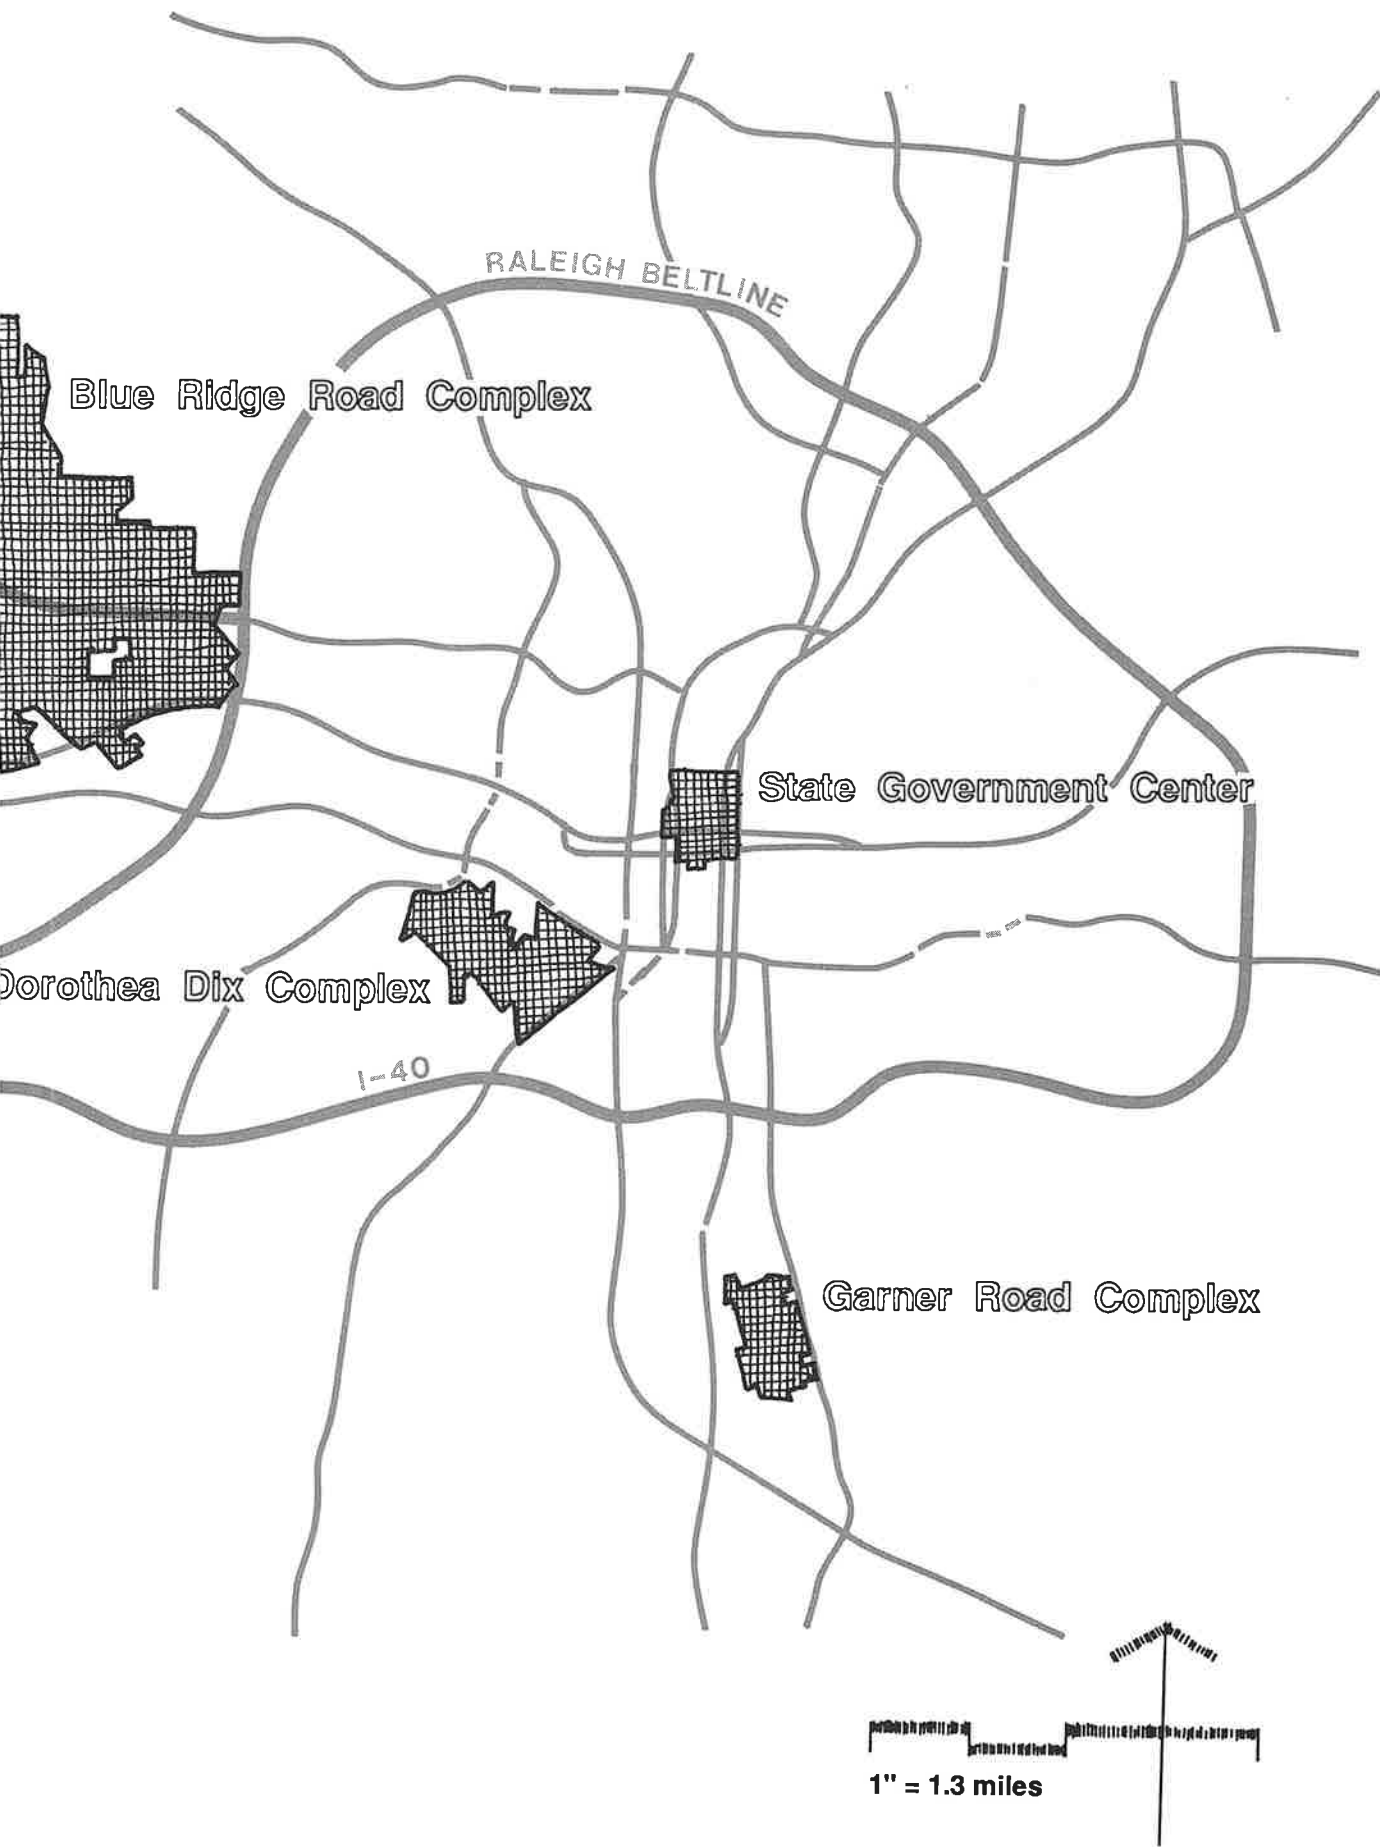 RALEIGH BELTLINE
Blue Ridge Road Complex
State Government Center
Dorothea Dix Complex
I-40
Garner Road Complex
1" = 1.3 miles